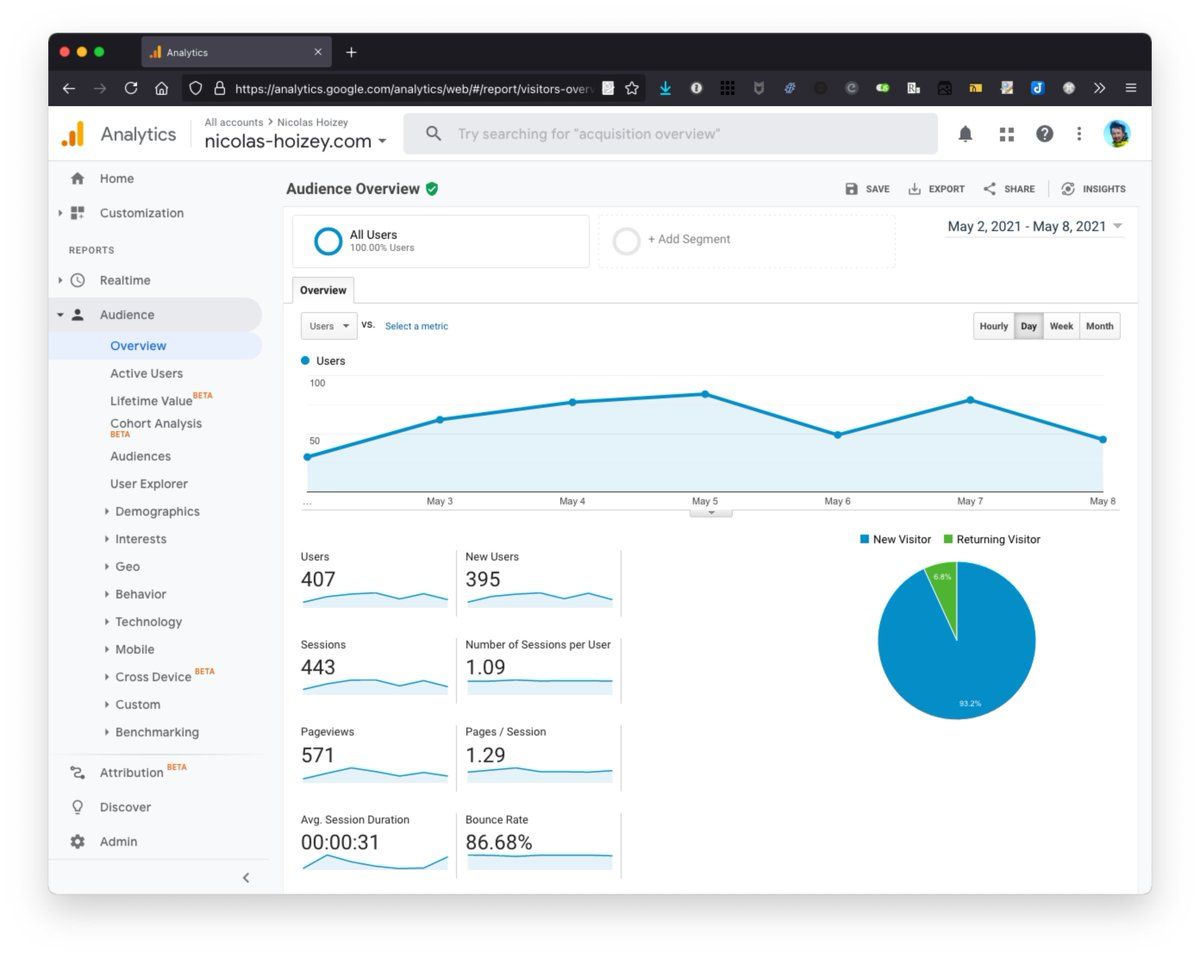 Analytics
https://analytics.google.com/analytics/web/#/report/visitors-over
Analytics
All accounts > Nicolas Hoizey
nicolas-hoizey.com
Try searching for "acquisition overview"
Home
Customization
REPORTS
Realtime
Audience
Overview
Active Users
Lifetime Value BETA
Cohort Analysis
BETA
Audiences
User Explorer
Demographics
Interests
Geo
Behavior
Technology
Mobile
Cross Device BETA
Custom
Benchmarking
Attribution BETA
Discover
Admin
Audience Overview
SAVE EXPORT SHARE INSIGHTS
All Users
100.00% Users
+ Add Segment
May 2, 2021 - May 8, 2021
Overview
Users VS. Select a metric
Hourly Day Week Month
Users
100
50
... May 3 May 4 May 5 May 6 May 7 May 8
New Visitor Returning Visitor
6.8%
93.2%
Users New Users
407 395
Sessions Number of Sessions per User
443 1.09
Pageviews Pages / Session
571 1.29
Avg. Session Duration Bounce Rate
00:00:31 86.68%